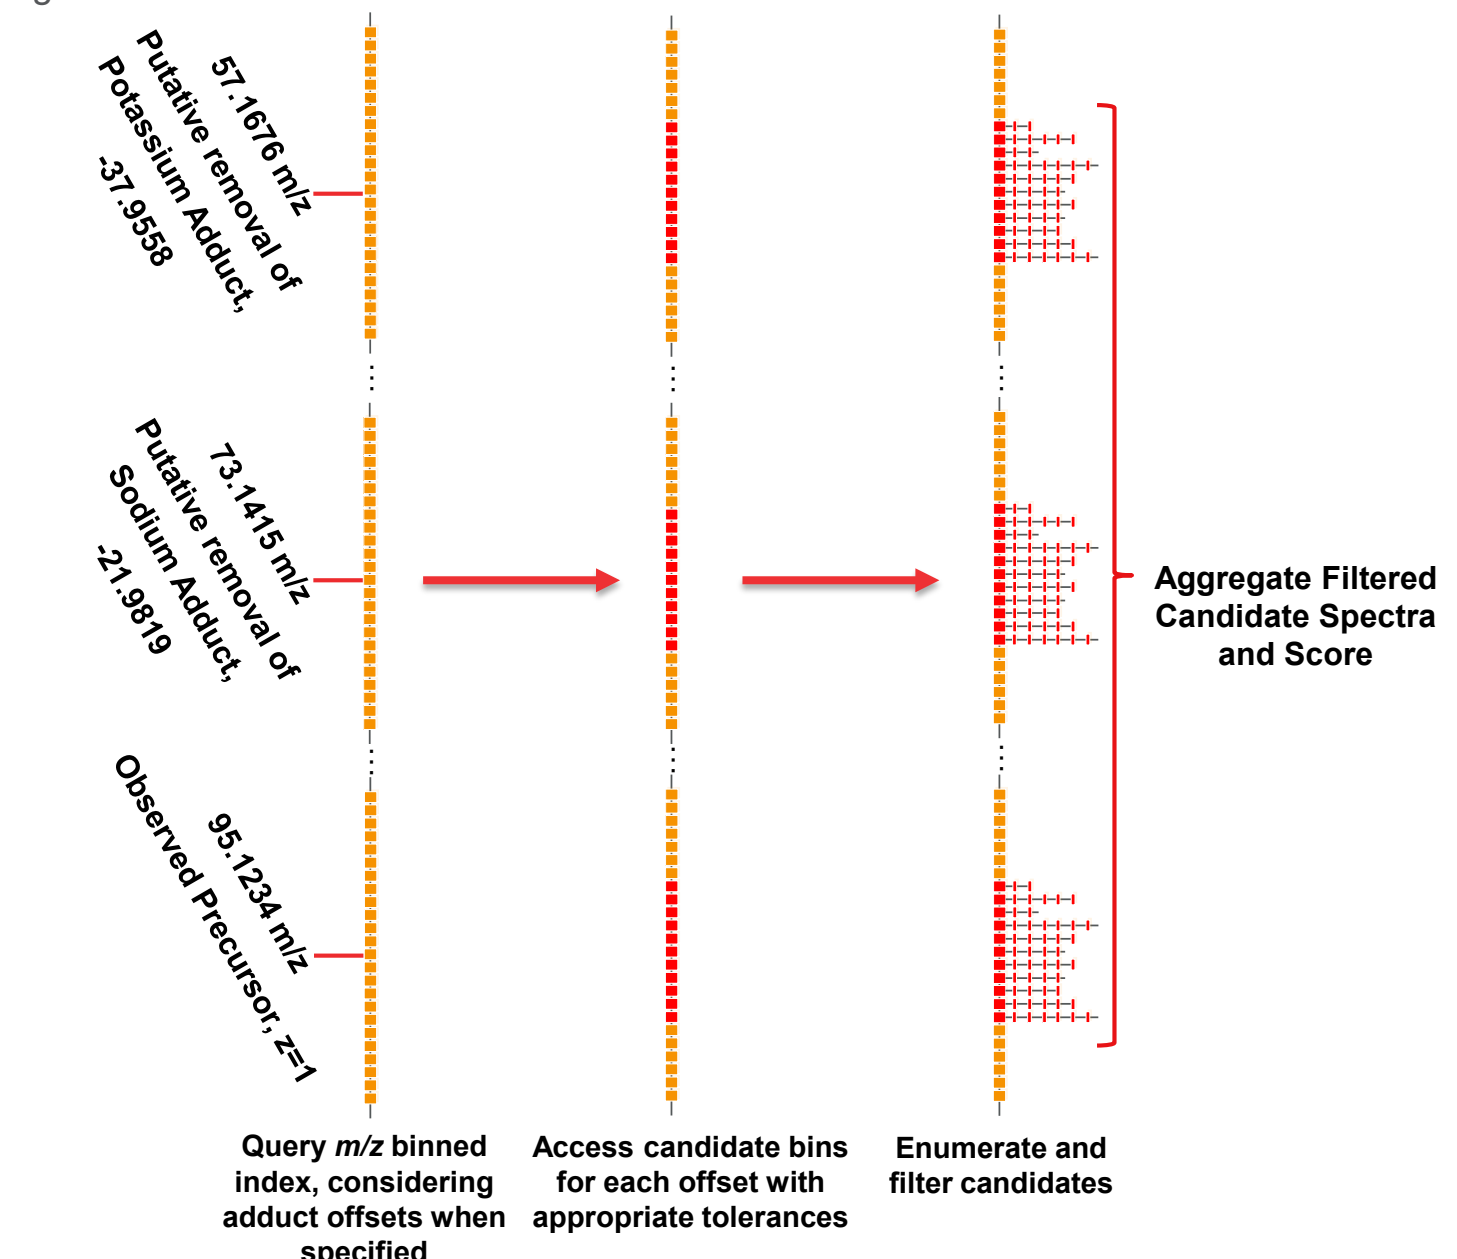 57.1676 m/z
Putative removal of
Potassium Adduct,
-37.9558
73.1415 m/z
Putative removal of
Sodium Adduct,
-21.9819
95.1234 m/z
Observed Precursor, z=1
Aggregate Filtered
Candidate Spectra
and Score
Query m/z binned
index, considering
adduct offsets when
specified
Access candidate bins
for each offset with
appropriate tolerances
Enumerate and
filter candidates